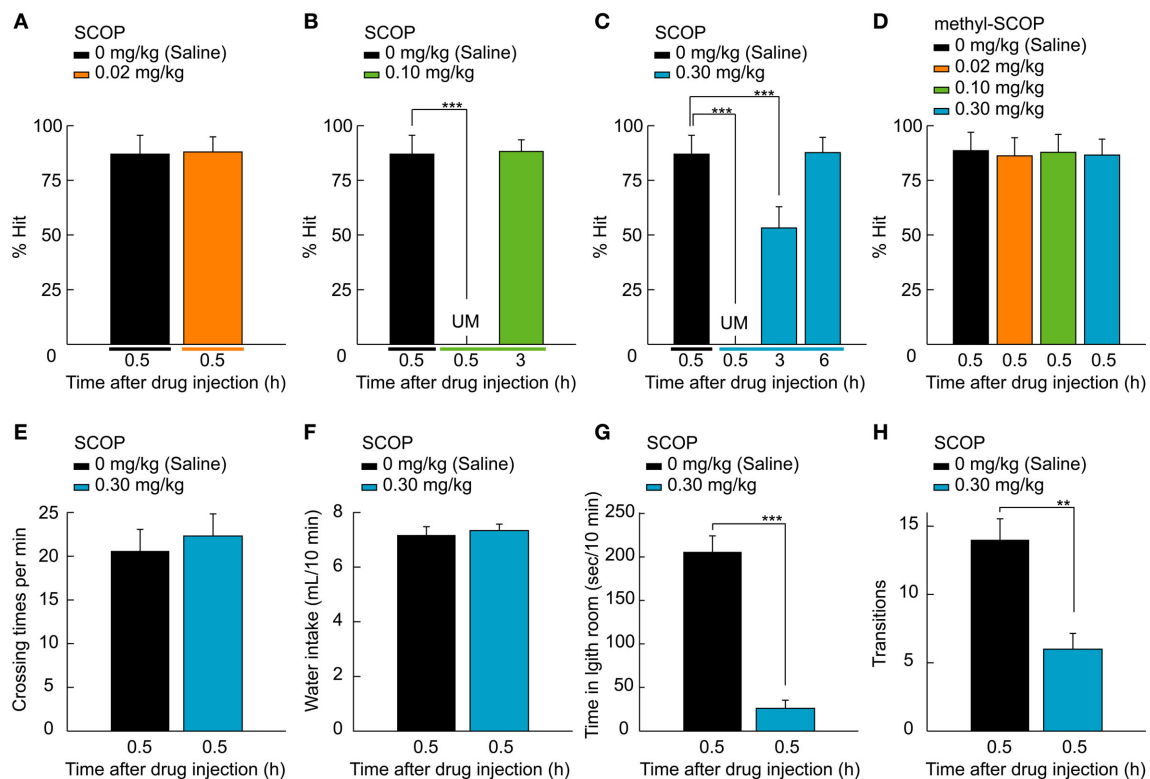 A
SCOP
0 mg/kg (Saline)
0.02 mg/kg
100
75
50
25
0
% Hit
0.5
0.5
Time after drug injection (h)
B
SCOP
0 mg/kg (Saline)
0.10 mg/kg
***
100
75
50
25
0
% Hit
UM
0.5
0.5
3
Time after drug injection (h)
C
SCOP
0 mg/kg (Saline)
0.30 mg/kg
***
***
100
75
50
25
0
% Hit
UM
0.5
0.5
3
6
Time after drug injection (h)
D
methyl-SCOP
0 mg/kg (Saline)
0.02 mg/kg
0.10 mg/kg
0.30 mg/kg
100
75
50
25
0
% Hit
0.5
0.5
0.5
0.5
Time after drug injection (h)
E
SCOP
0 mg/kg (Saline)
0.30 mg/kg
25
20
15
10
5
0
Crossing times per min
0.5
0.5
Time after drug injection (h)
F
SCOP
0 mg/kg (Saline)
0.30 mg/kg
8
6
4
2
0
Water intake (mL/10 min)
0.5
0.5
Time after drug injection (h)
G
SCOP
0 mg/kg (Saline)
0.30 mg/kg
***
250
200
150
100
50
0
Time in lgith room (sec/10 min)
0.5
0.5
Time after drug injection (h)
H
SCOP
0 mg/kg (Saline)
0.30 mg/kg
**
15
10
5
0
Transitions
0.5
0.5
Time after drug injection (h)